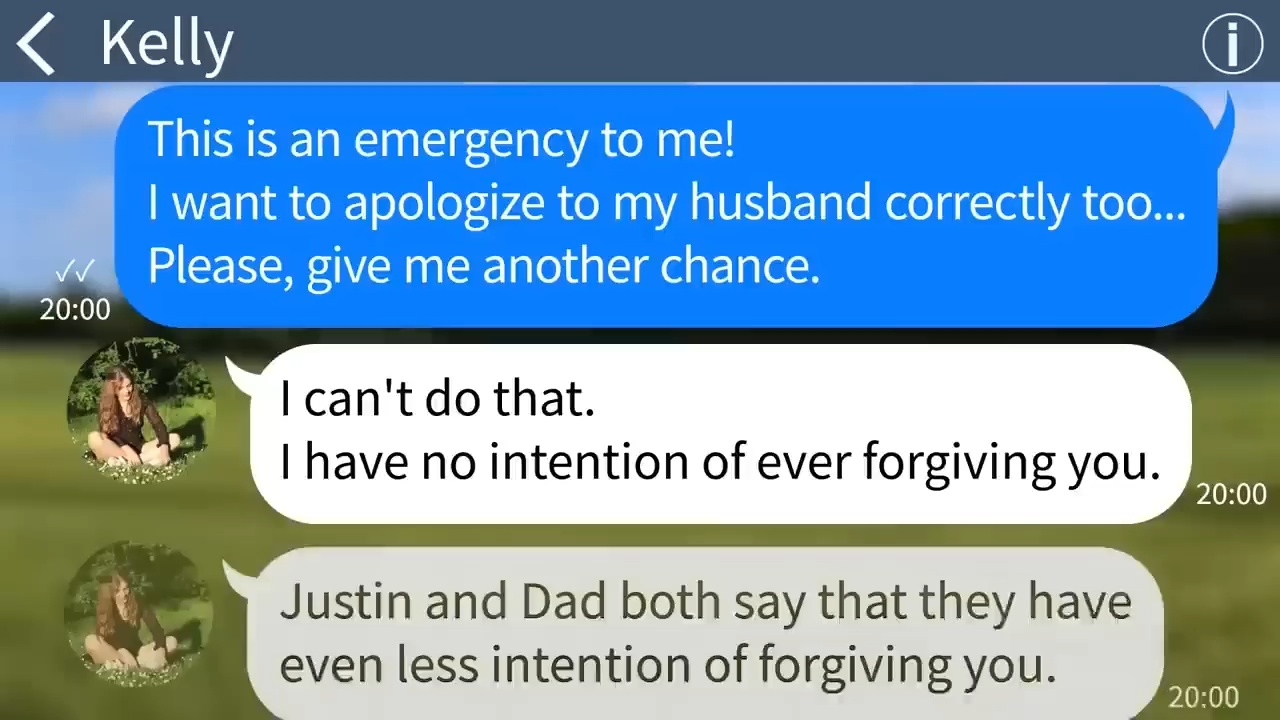 Kelly
This is an emergency to me!
I want to apologize to my husband correctly too...
Please, give me another chance.
20:00
I can't do that.
I have no intention of ever forgiving you.
20:00
Justin and Dad both say that they have
even less intention of forgiving you.
20:00